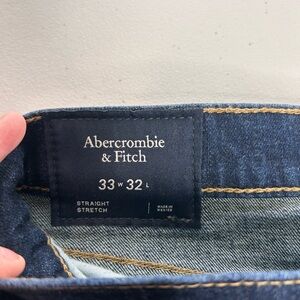 Abercrombie
& Fitch
33 W 32 L
STRAIGHT
STRETCH
MADE IN
MEXICO